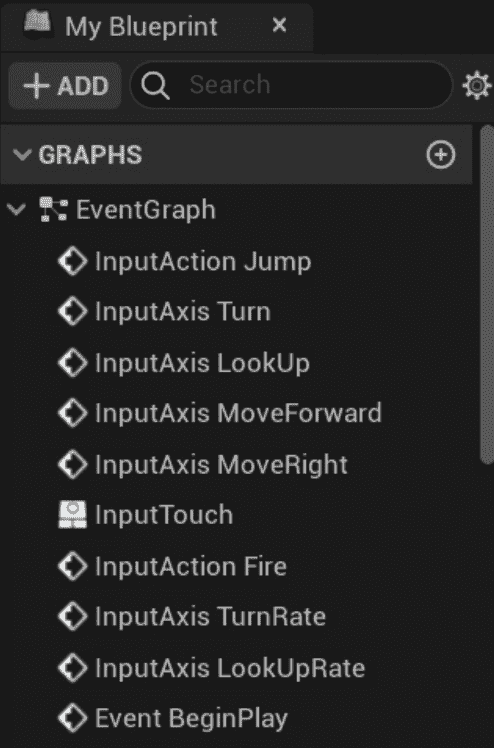 My Blueprint
ADD Search
GRAPHS
EventGraph
InputAction Jump
InputAxis Turn
InputAxis LookUp
InputAxis MoveForward
InputAxis MoveRight
InputTouch
InputAction Fire
InputAxis TurnRate
InputAxis LookUpRate
Event BeginPlay